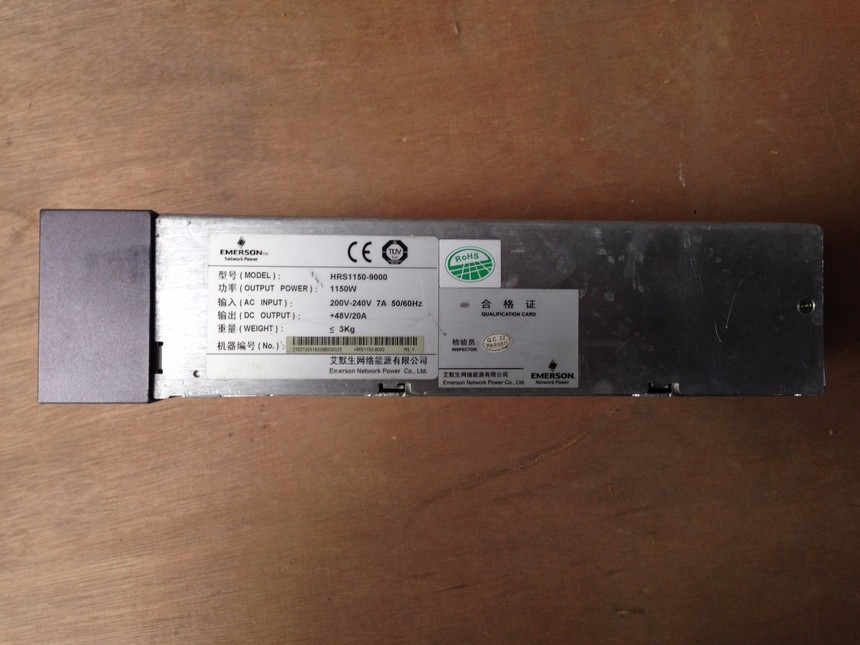 EMERSON™
Network Power
CE
TÜV
型号 ( MODEL ) : HRS1150-9000
功率 ( OUTPUT POWER ) : 1150W
输入 ( AC INPUT ) : 200V-240V 7A 50/60Hz
输出 ( DC OUTPUT ) : +48V/20A
重量 ( WEIGHT ) : ≤ 3Kg
机器编号 ( No. ) :
HRS1150-9000
艾默生网络能源有限公司
Emerson Network Power Co., Ltd.
RoHS
合 格 证
QUALIFICATION CARD
检验员
INSPECTOR
Q.C. 27
PASSED
艾默生网络能源有限公司
Emerson Network Power Co., Ltd
EMERSON.
Network Power